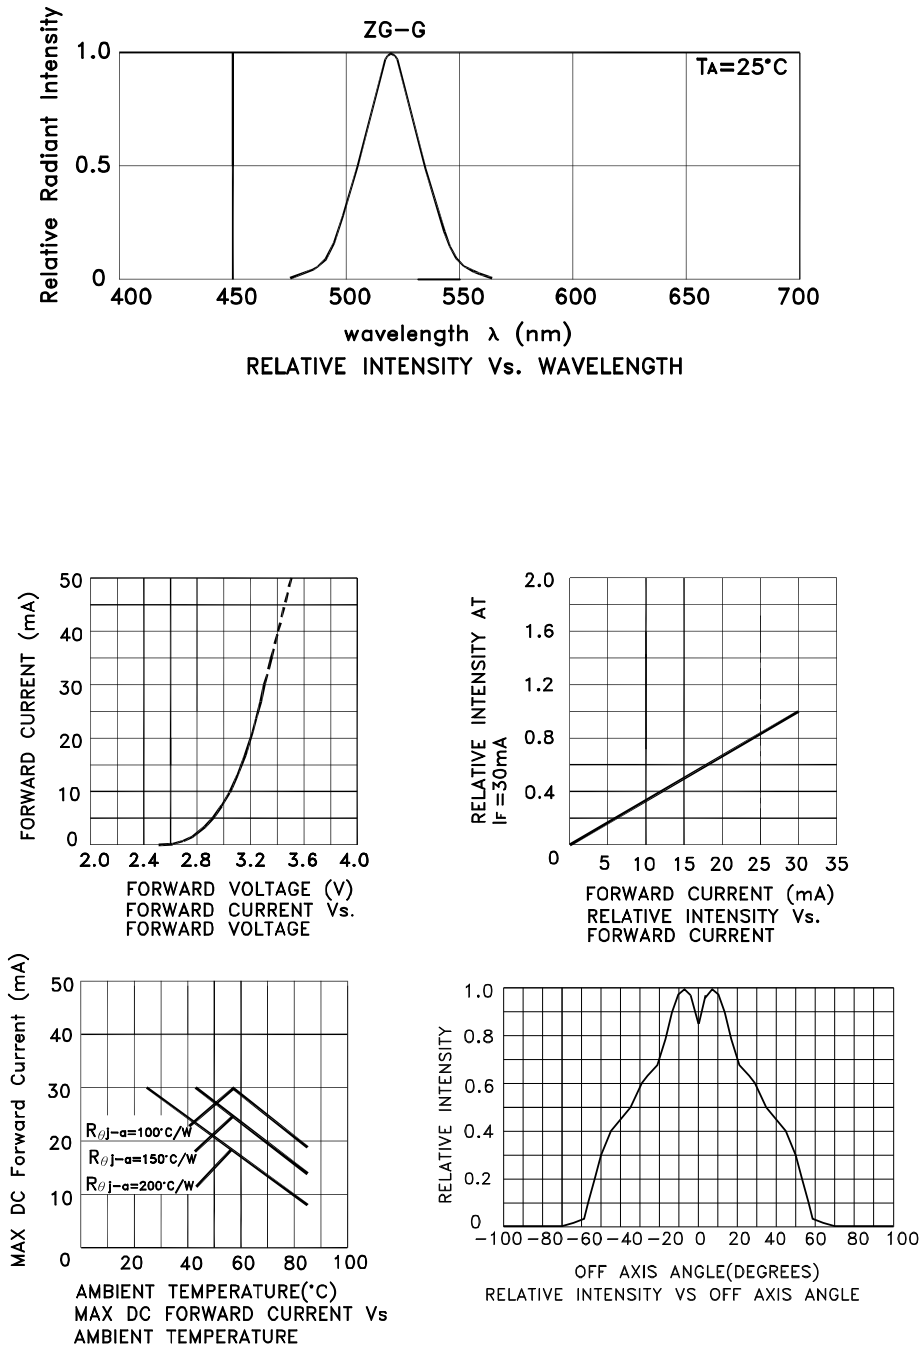 ZG-G
Relative Radiant Intensity
1.0
TA=25°C
0.5
0
400 450 500 550 600 650 700
wavelength λ (nm)
RELATIVE INTENSITY Vs. WAVELENGTH
FORWARD CURRENT (mA)
50
40
30
20
10
0
2.0 2.4 2.8 3.2 3.6 4.0
FORWARD VOLTAGE (V)
FORWARD CURRENT Vs.
FORWARD VOLTAGE
RELATIVE INTENSITY AT
IF=30mA
2.0
1.6
1.2
0.8
0.4
0
5 10 15 20 25 30 35
FORWARD CURRENT (mA)
RELATIVE INTENSITY Vs.
FORWARD CURRENT
MAX DC Forward Current (mA)
50
40
30
20
10
0
Rθj-a=100°C/W
Rθj-a=150°C/W
Rθj-a=200°C/W
20 40 60 80 100
AMBIENT TEMPERATURE(°C)
MAX DC FORWARD CURRENT Vs
AMBIENT TEMPERATURE
RELATIVE INTENSITY
1.0
0.8
0.6
0.4
0.2
0
-100 -80 -60 -40 -20 0 20 40 60 80 100
OFF AXIS ANGLE(DEGREES)
RELATIVE INTENSITY VS OFF AXIS ANGLE